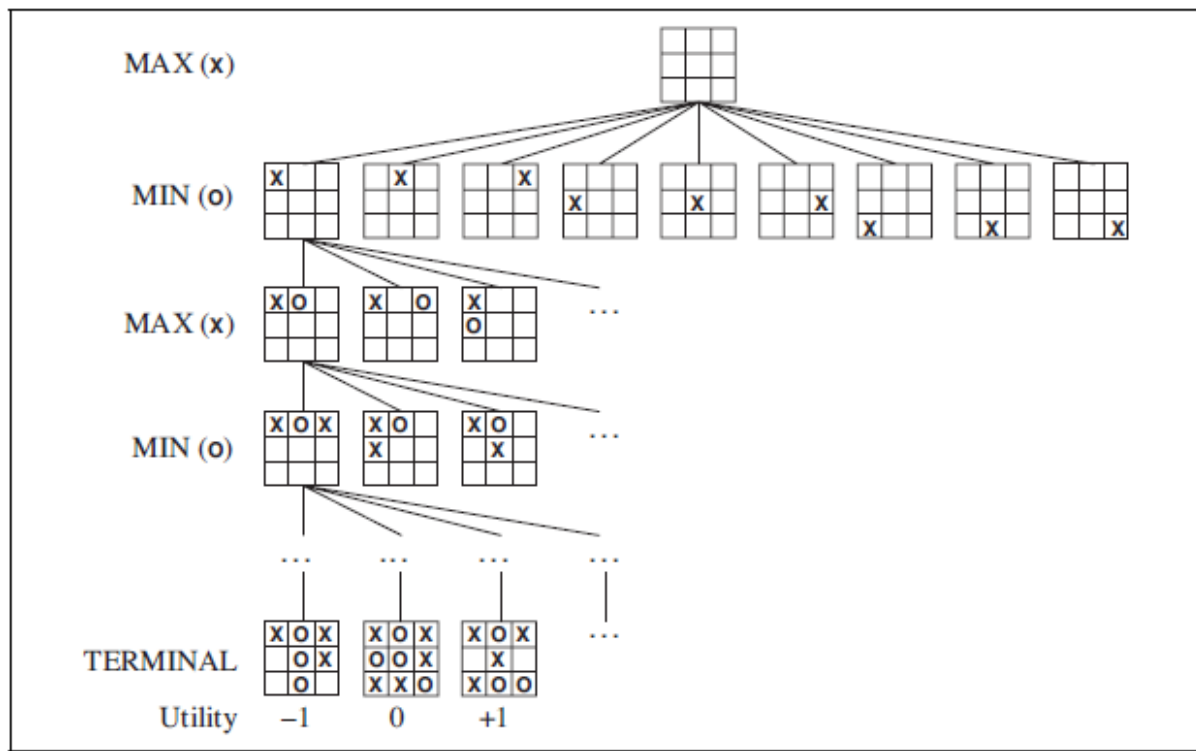 MAX (X)
MIN (O)
X X X X X X X X X
MAX (X)
X O X O X
O
...
MIN (O)
X O X X O X O
X X
...
... ... ... ...
TERMINAL
X O X X O X X O X
O X O O X X
O X X O X O O
...
Utility −1 0 +1